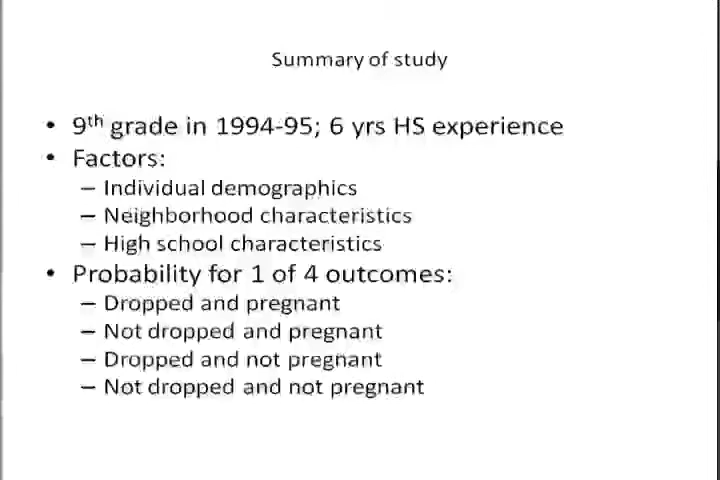 Summary of study
• 9th grade in 1994-95; 6 yrs HS experience
• Factors:
– Individual demographics
– Neighborhood characteristics
– High school characteristics
• Probability for 1 of 4 outcomes:
– Dropped and pregnant
– Not dropped and pregnant
– Dropped and not pregnant
– Not dropped and not pregnant